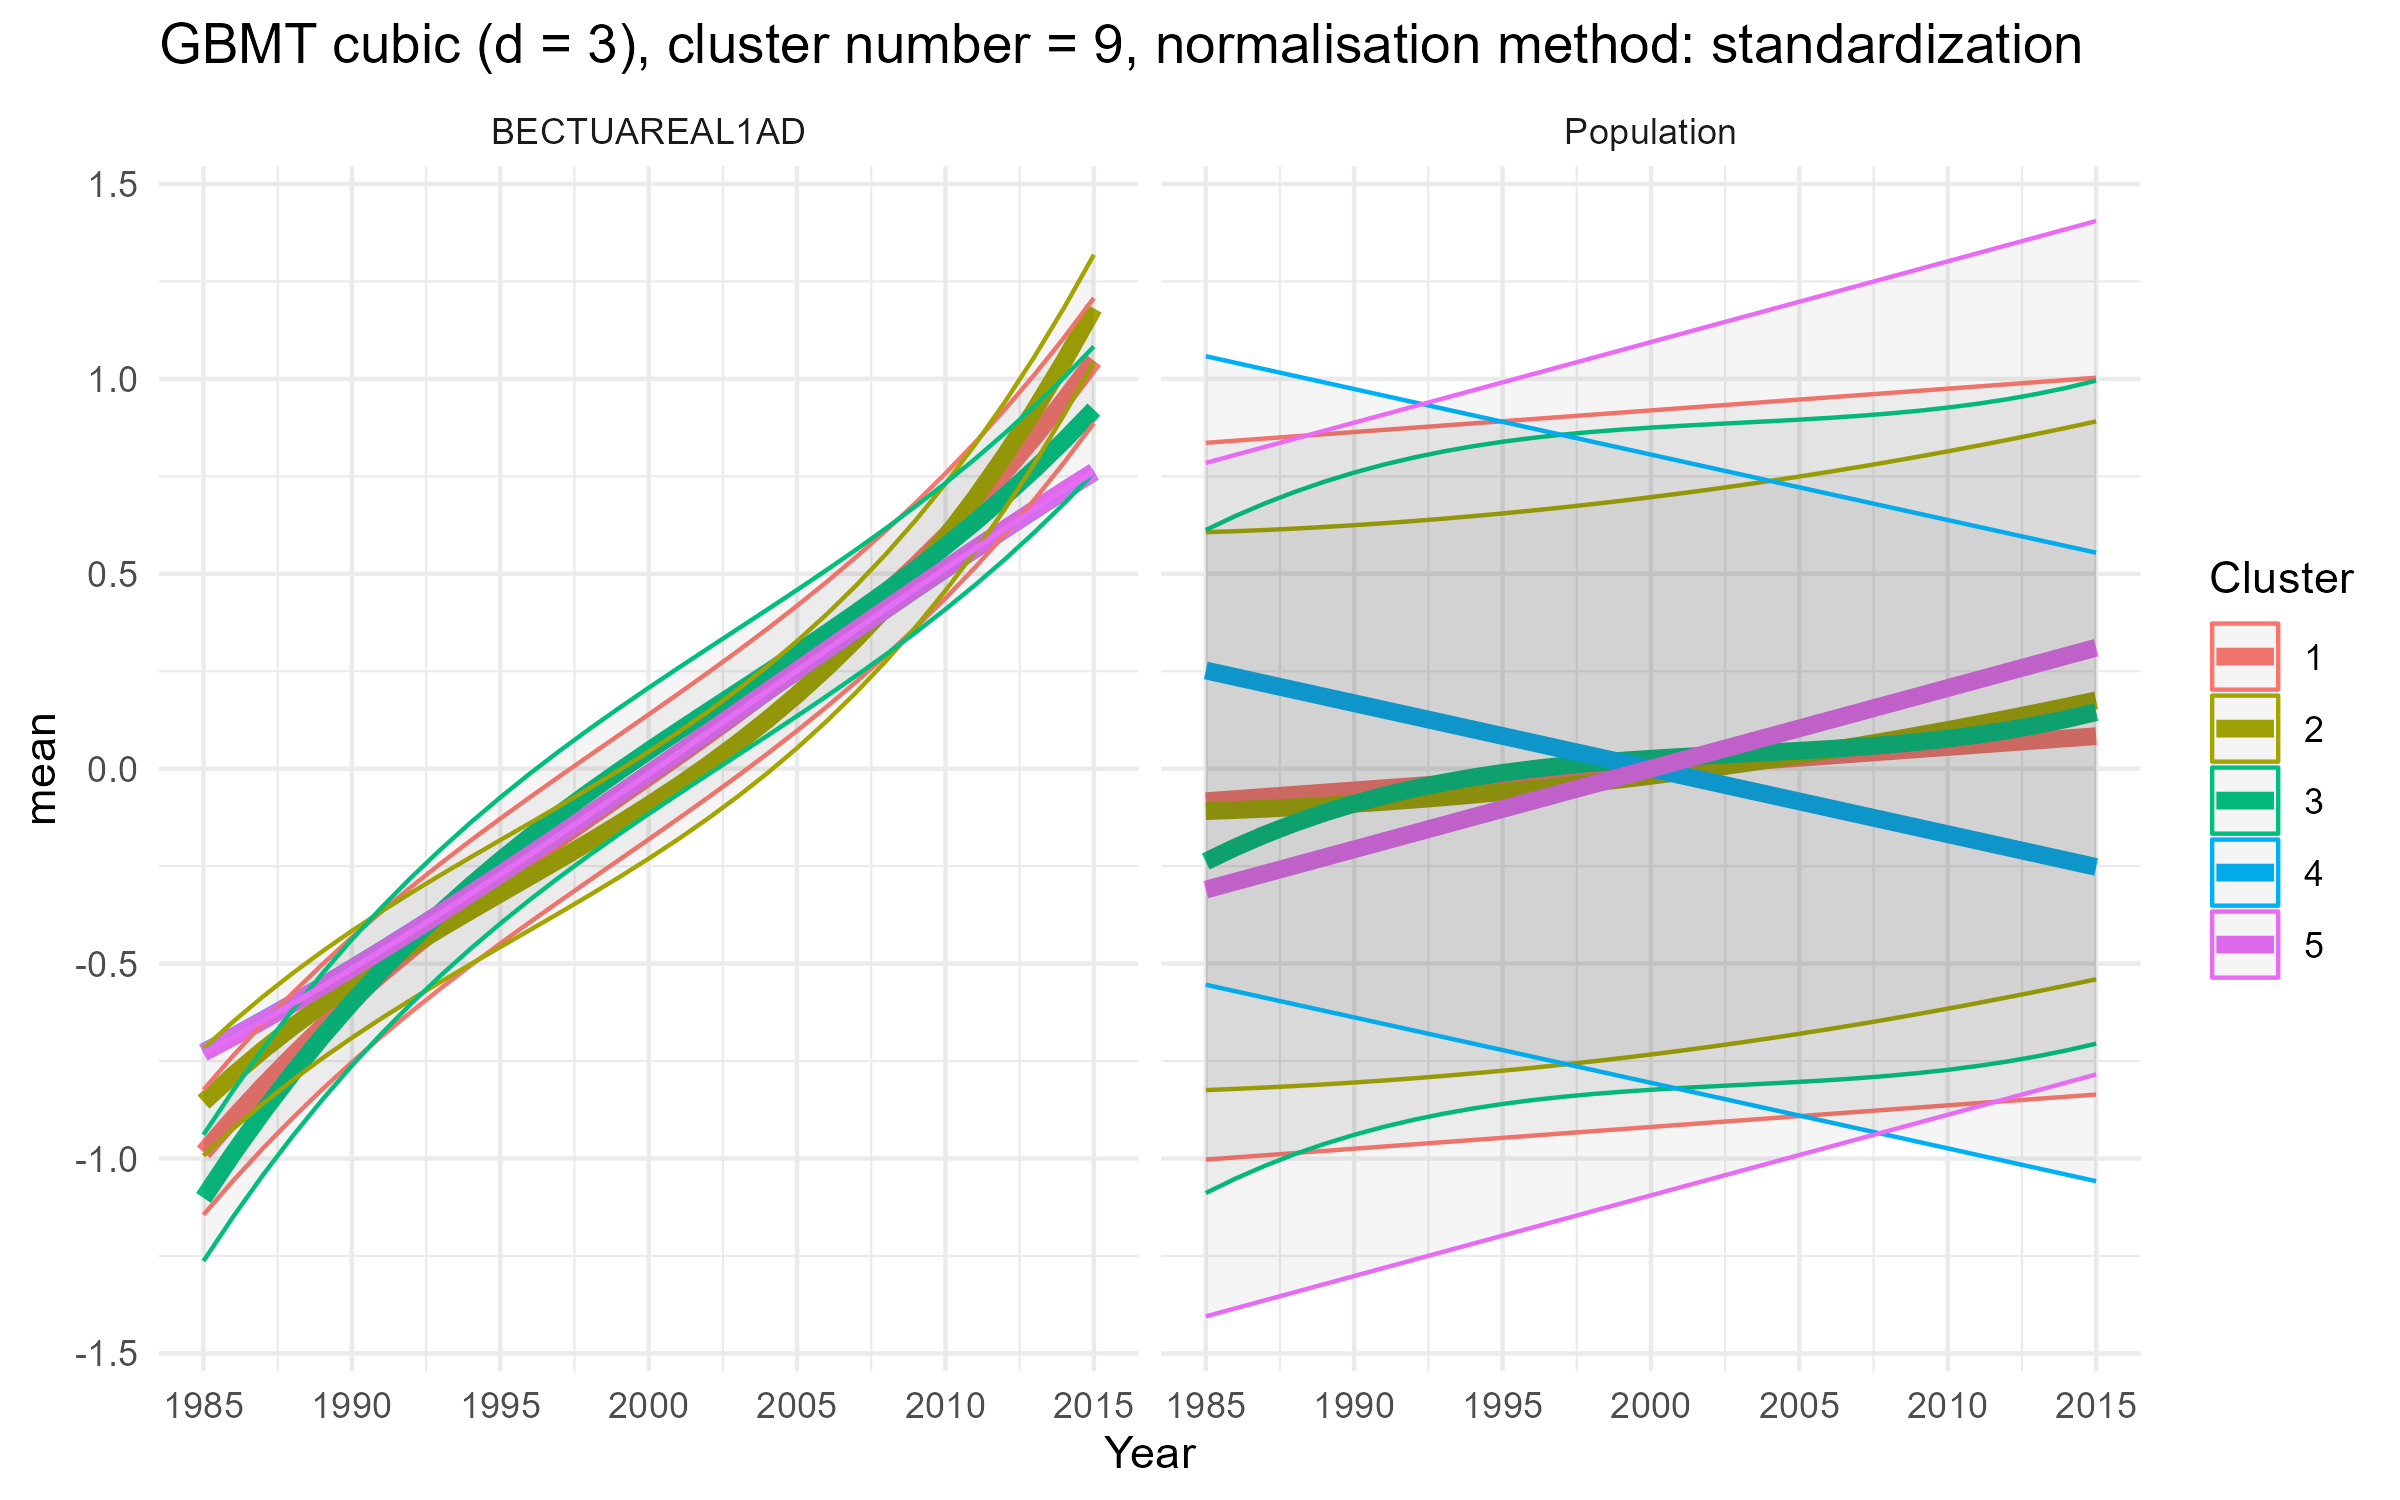 GBMT cubic (d = 3), cluster number = 9, normalisation method: standardization
BECTUAREAL1AD
Population
1.5
1.0
0.5
0.0
-0.5
-1.0
-1.5
mean
1985 1990 1995 2000 2005 2010 2015
1985 1990 1995 2000 2005 2010 2015
Year
Cluster
1
2
3
4
5